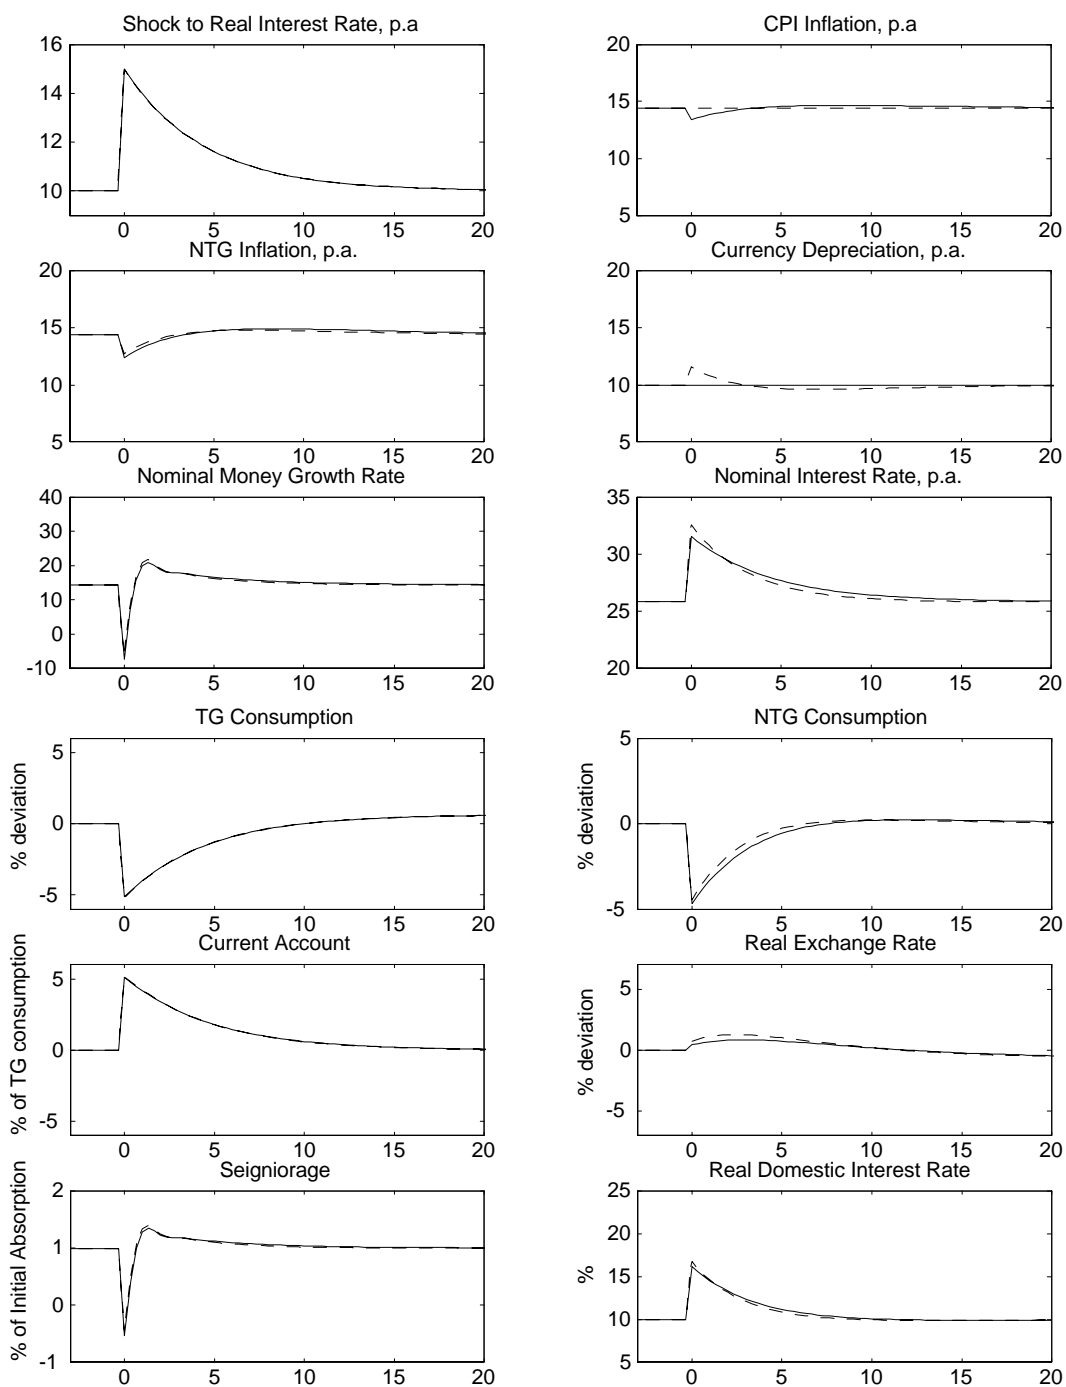 Shock to Real Interest Rate, p.a
16
14
12
10
0 5 10 15 20
CPI Inflation, p.a
20
15
10
5
0 5 10 15 20
NTG Inflation, p.a.
20
15
10
5
0 5 10 15 20
Currency Depreciation, p.a.
20
15
10
5
0 5 10 15 20
Nominal Money Growth Rate
40
30
20
10
0
-10
0 5 10 15 20
Nominal Interest Rate, p.a.
35
30
25
20
0 5 10 15 20
TG Consumption
% deviation
5
0
-5
0 5 10 15 20
NTG Consumption
% deviation
5
0
-5
0 5 10 15 20
Current Account
% of TG consumption
5
0
-5
0 5 10 15 20
Real Exchange Rate
% deviation
5
0
-5
0 5 10 15 20
Seigniorage
% of Initial Absorption
2
1
0
-1
0 5 10 15 20
Real Domestic Interest Rate
%
25
20
15
10
5
0 5 10 15 20